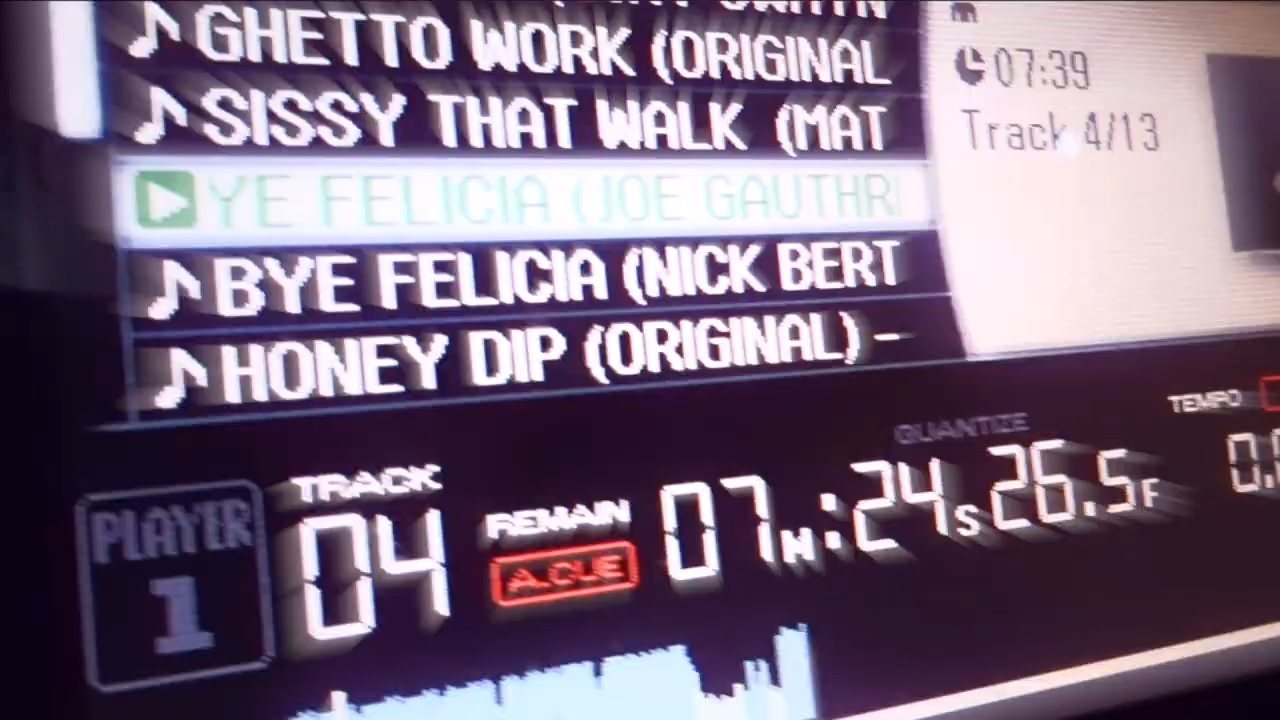 GHETTO WORK (ORIGINAL
07:39
SISSY THAT WALK (MAT
Track 4/13
YE FELICIA (JOE GAUTHR
BYE FELICIA (NICK BERT
HONEY DIP (ORIGINAL) -
TEMPO
QUANTIZE
TRACK
PLAYER
1
04
REMAIN
A.CUE
07M:24S26.5F